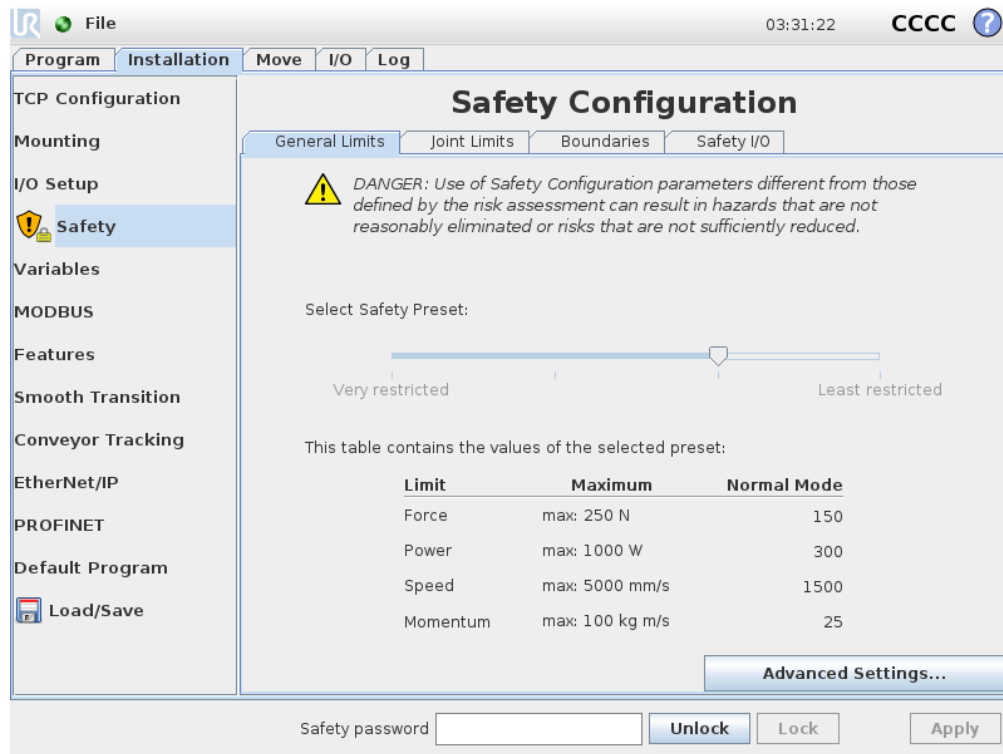 UR File 03:31:22 CCCC ?
Program Installation Move I/O Log
TCP Configuration
Mounting
I/O Setup
Safety
Variables
MODBUS
Features
Smooth Transition
Conveyor Tracking
EtherNet/IP
PROFINET
Default Program
Load/Save
Safety Configuration
General Limits Joint Limits Boundaries Safety I/O
DANGER: Use of Safety Configuration parameters different from those
defined by the risk assessment can result in hazards that are not
reasonably eliminated or risks that are not sufficiently reduced.
Select Safety Preset:
Very restricted Least restricted
This table contains the values of the selected preset:
Limit Maximum Normal Mode
Force max: 250 N 150
Power max: 1000 W 300
Speed max: 5000 mm/s 1500
Momentum max: 100 kg m/s 25
Advanced Settings...
Safety password Unlock Lock Apply